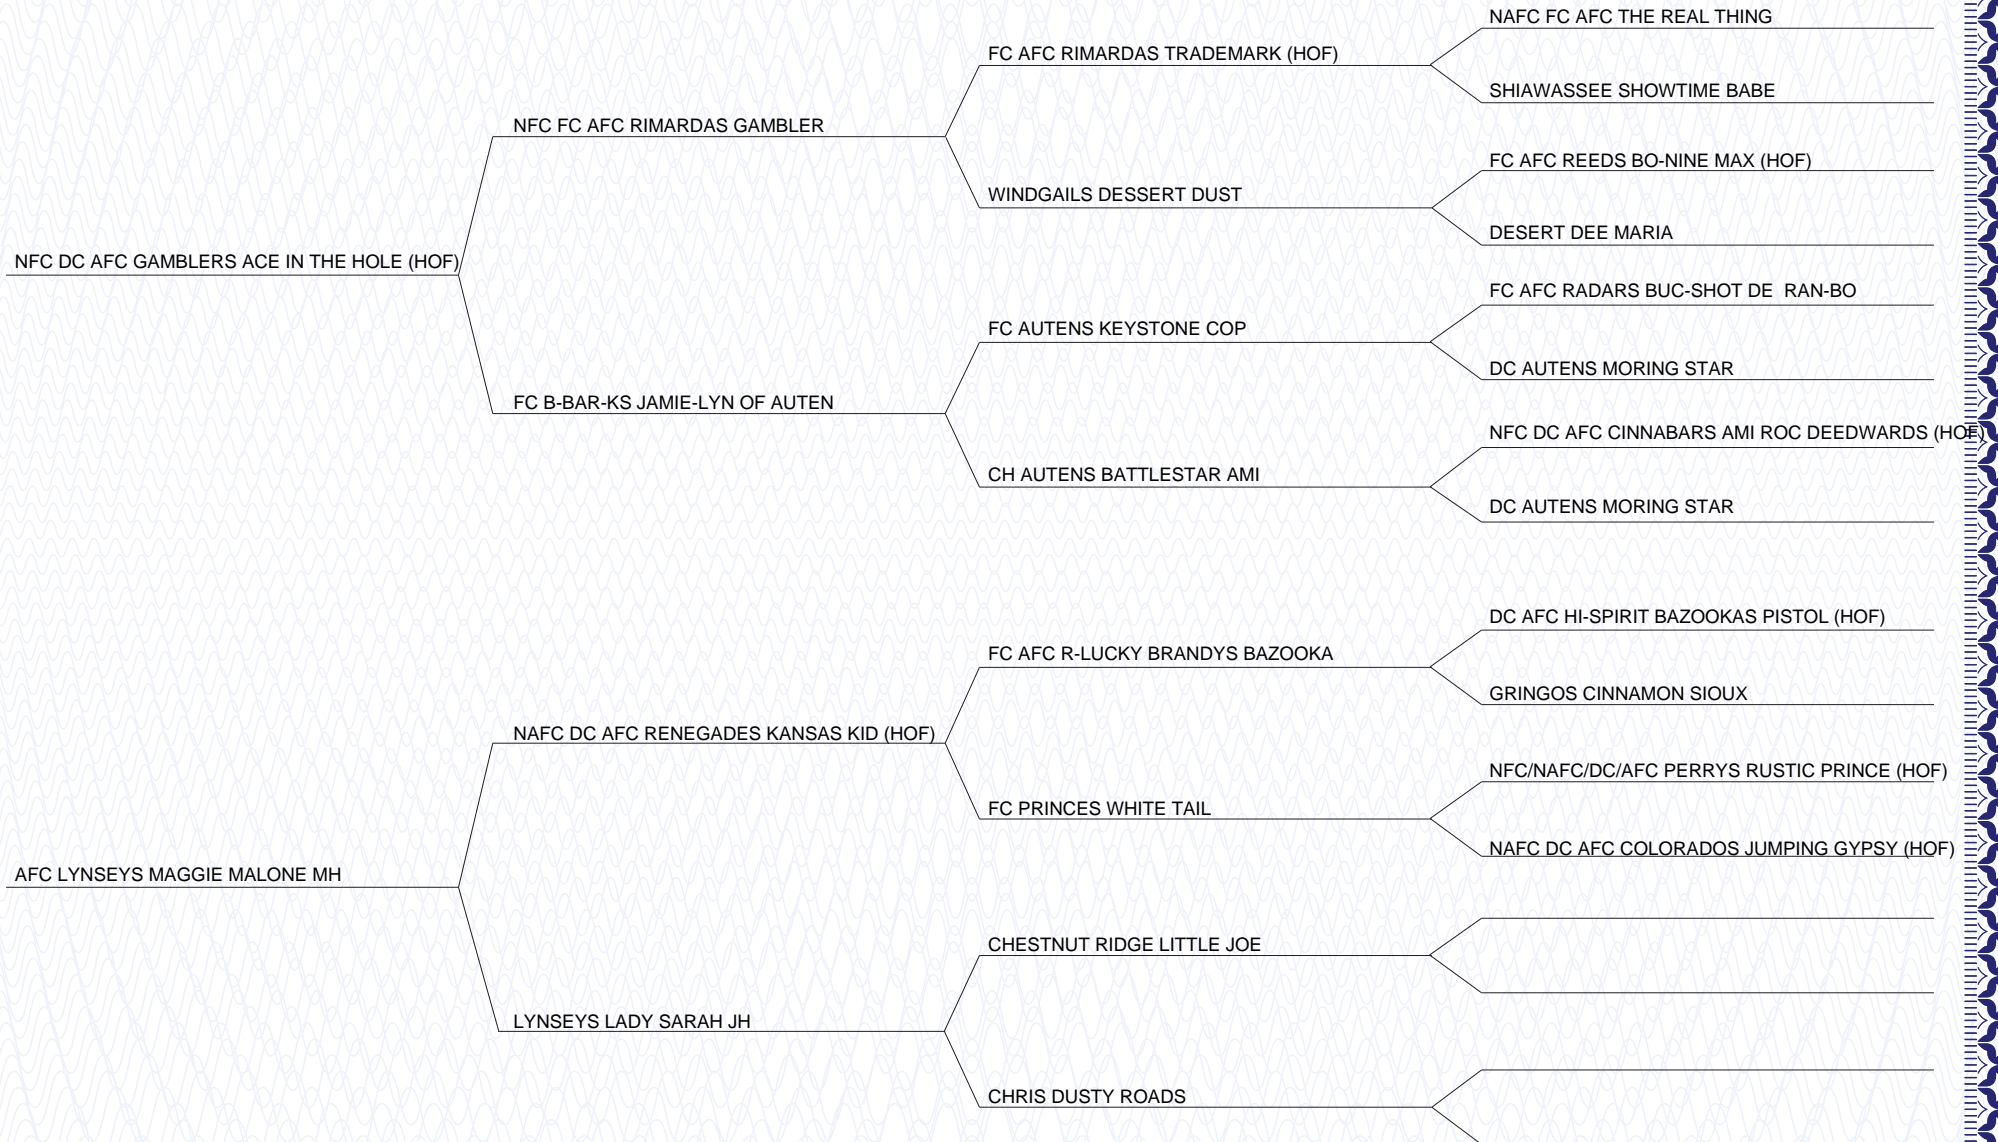 NAFC FC AFC THE REAL THING
FC AFC RIMARDAS TRADEMARK (HOF)
SHIAWASSEE SHOWTIME BABE
NFC FC AFC RIMARDAS GAMBLER
FC AFC REEDS BO-NINE MAX (HOF)
WINDGAILS DESSERT DUST
DESERT DEE MARIA
NFC DC AFC GAMBLERS ACE IN THE HOLE (HOF)
FC AFC RADARS BUC-SHOT DE  RAN-BO
FC AUTENS KEYSTONE COP
DC AUTENS MORING STAR
FC B-BAR-KS JAMIE-LYN OF AUTEN
NFC DC AFC CINNABARS AMI ROC DEEDWARDS (HOF)
CH AUTENS BATTLESTAR AMI
DC AUTENS MORING STAR
DC AFC HI-SPIRIT BAZOOKAS PISTOL (HOF)
FC AFC R-LUCKY BRANDYS BAZOOKA
GRINGOS CINNAMON SIOUX
NAFC DC AFC RENEGADES KANSAS KID (HOF)
NFC/NAFC/DC/AFC PERRYS RUSTIC PRINCE (HOF)
FC PRINCES WHITE TAIL
NAFC DC AFC COLORADOS JUMPING GYPSY (HOF)
AFC LYNSEYS MAGGIE MALONE MH
CHESTNUT RIDGE LITTLE JOE
LYNSEYS LADY SARAH JH
CHRIS DUSTY ROADS